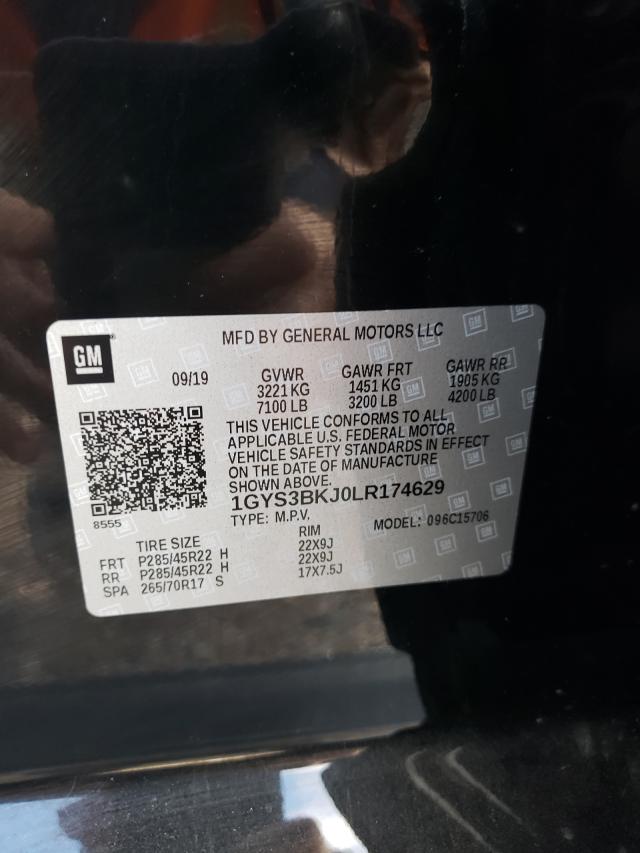 GM
MFD BY GENERAL MOTORS LLC
09/19
GVWR GAWR FRT GAWR RR
3221 KG 1451 KG 1905 KG
7100 LB 3200 LB 4200 LB
THIS VEHICLE CONFORMS TO ALL
APPLICABLE U.S. FEDERAL MOTOR
VEHICLE SAFETY STANDARDS IN EFFECT
ON THE DATE OF MANUFACTURE
SHOWN ABOVE.
1GYS3BKJ0LR174629
8555
TYPE: M.P.V. MODEL: 096C15706
TIRE SIZE RIM
FRT P285/45R22 H 22X9J
RR P285/45R22 H 22X9J
SPA 265/70R17 S 17X7.5J